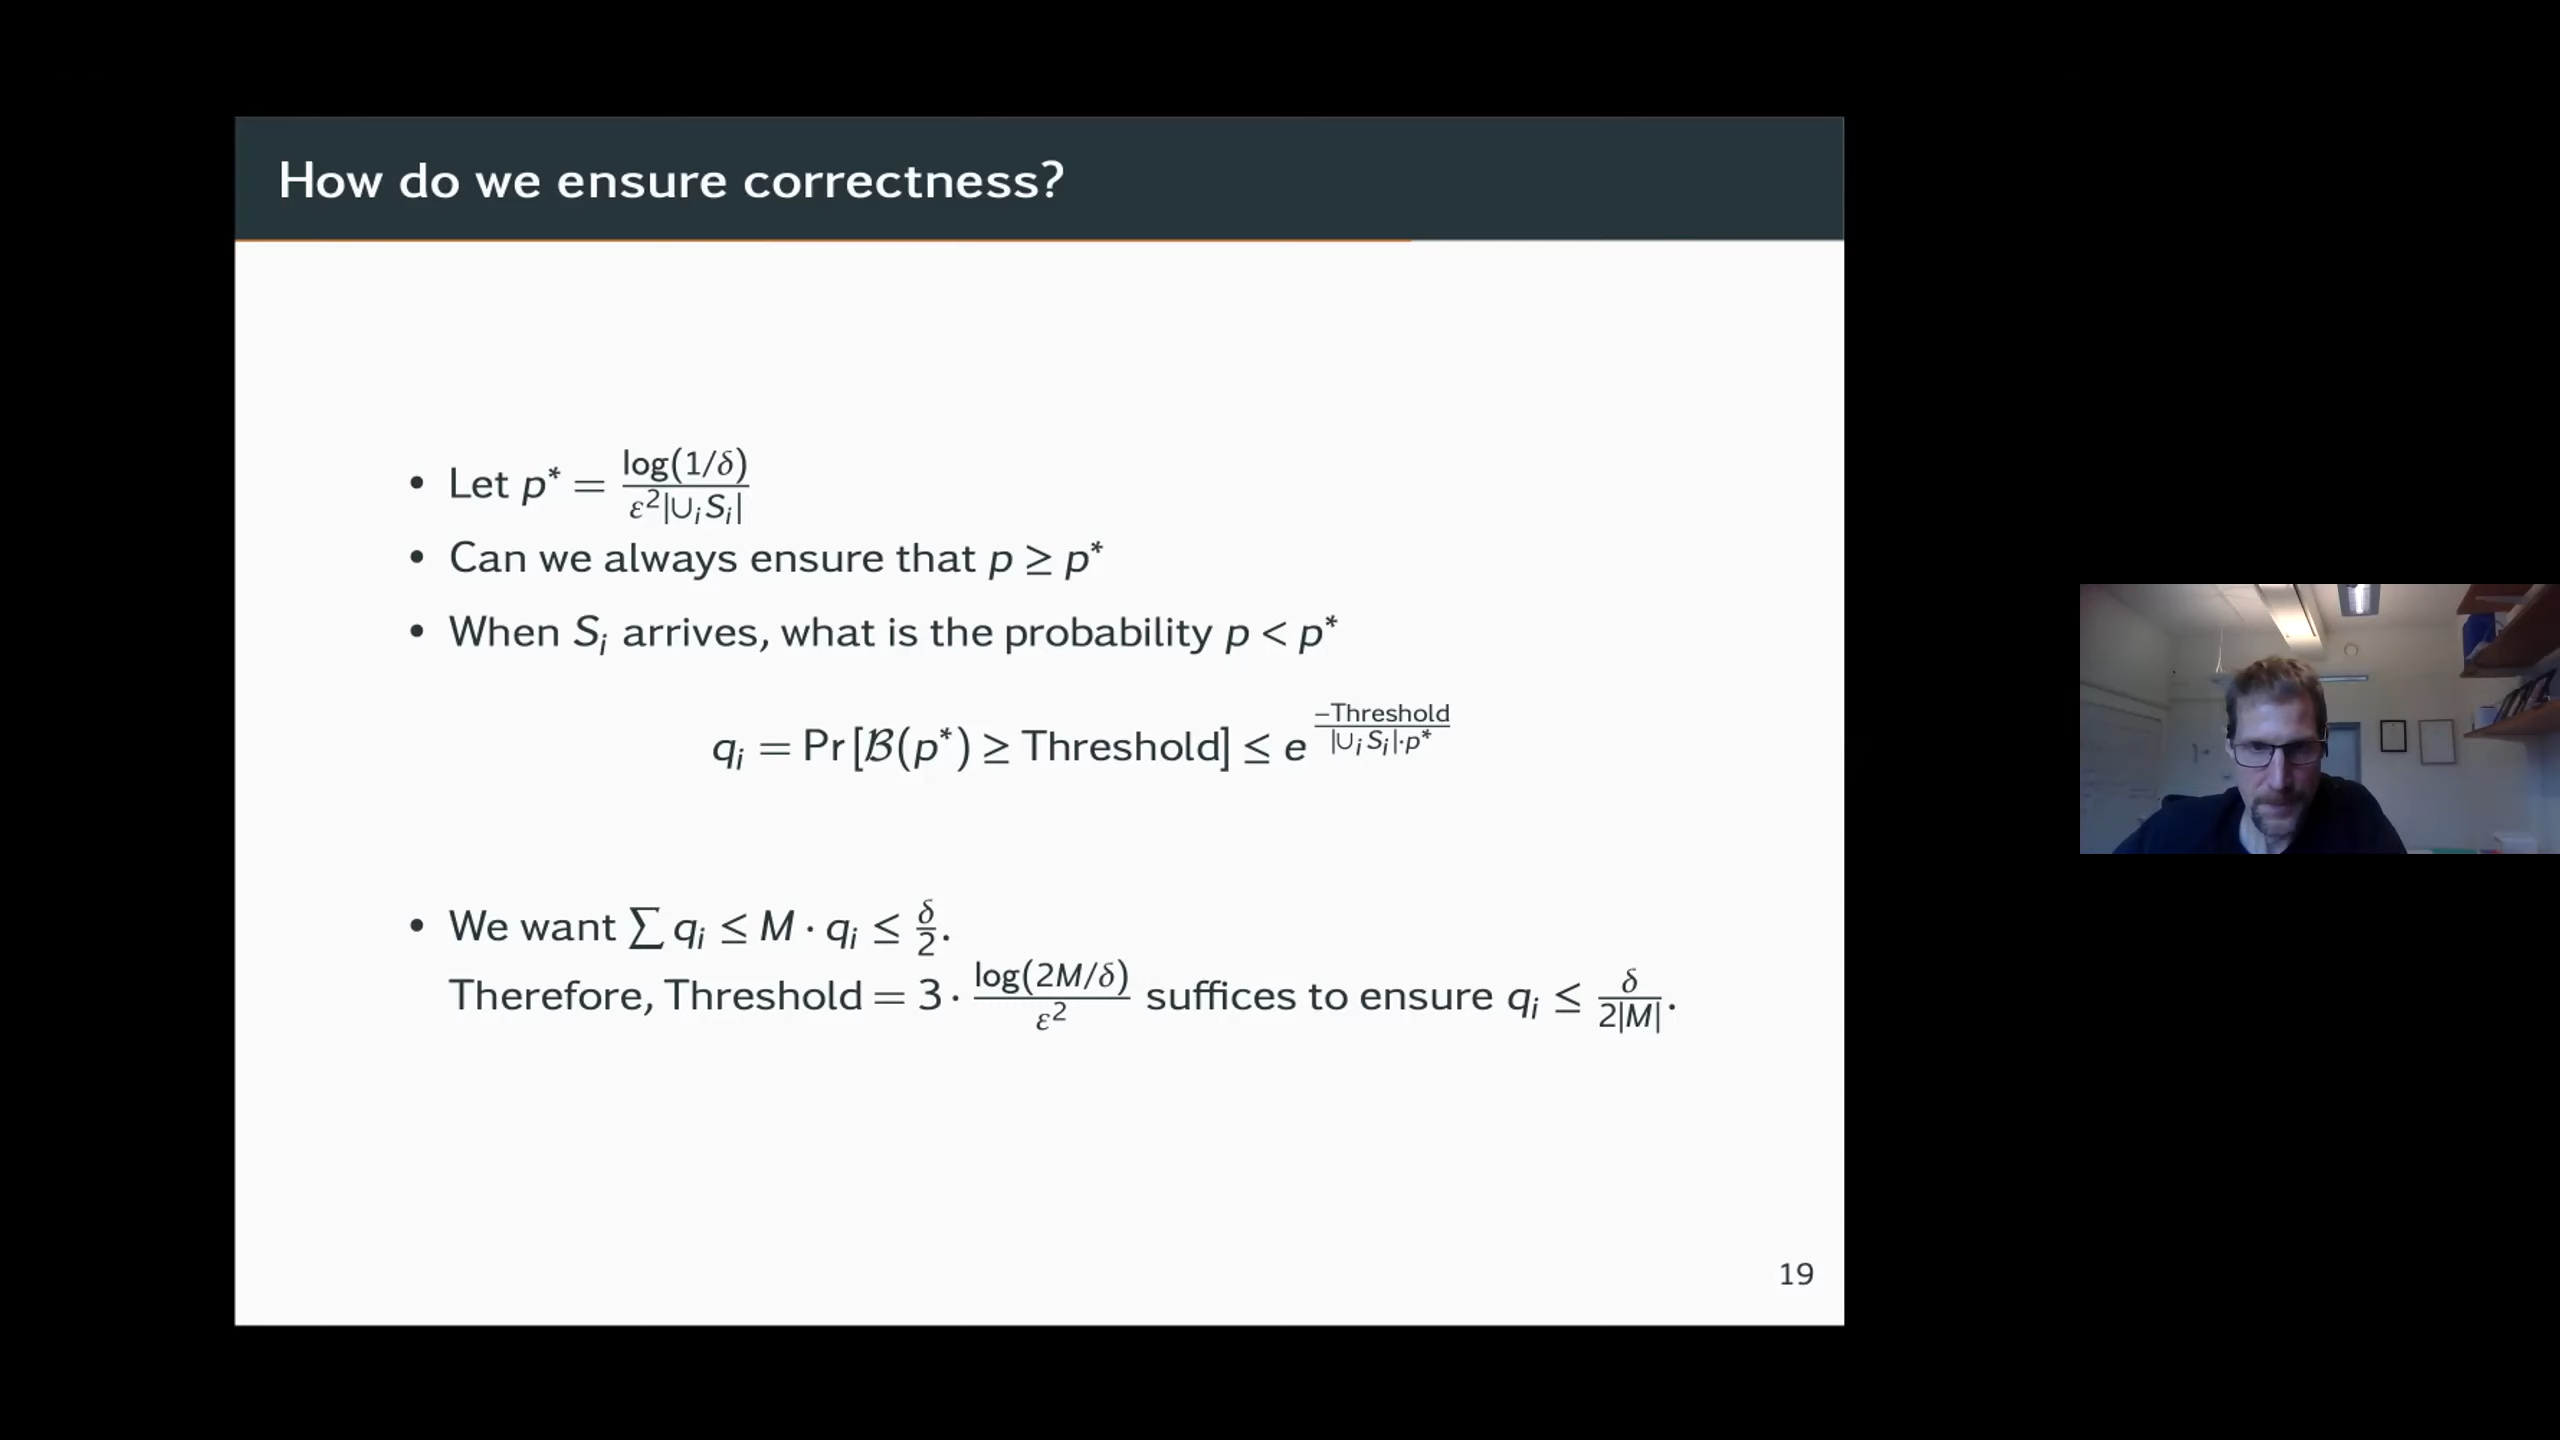 How do we ensure correctness?
• Let p* = log(1/δ) / ε²|∪ᵢ Sᵢ|
• Can we always ensure that p ≥ p*
• When Sᵢ arrives, what is the probability p < p*
qᵢ = Pr[ℬ(p*) ≥ Threshold] ≤ e^(−Threshold / |∪ᵢ Sᵢ|·p*)
• We want ∑ qᵢ ≤ M · qᵢ ≤ δ/2.
Therefore, Threshold = 3 · log(2M/δ) / ε² suffices to ensure qᵢ ≤ δ / 2|M|.
19